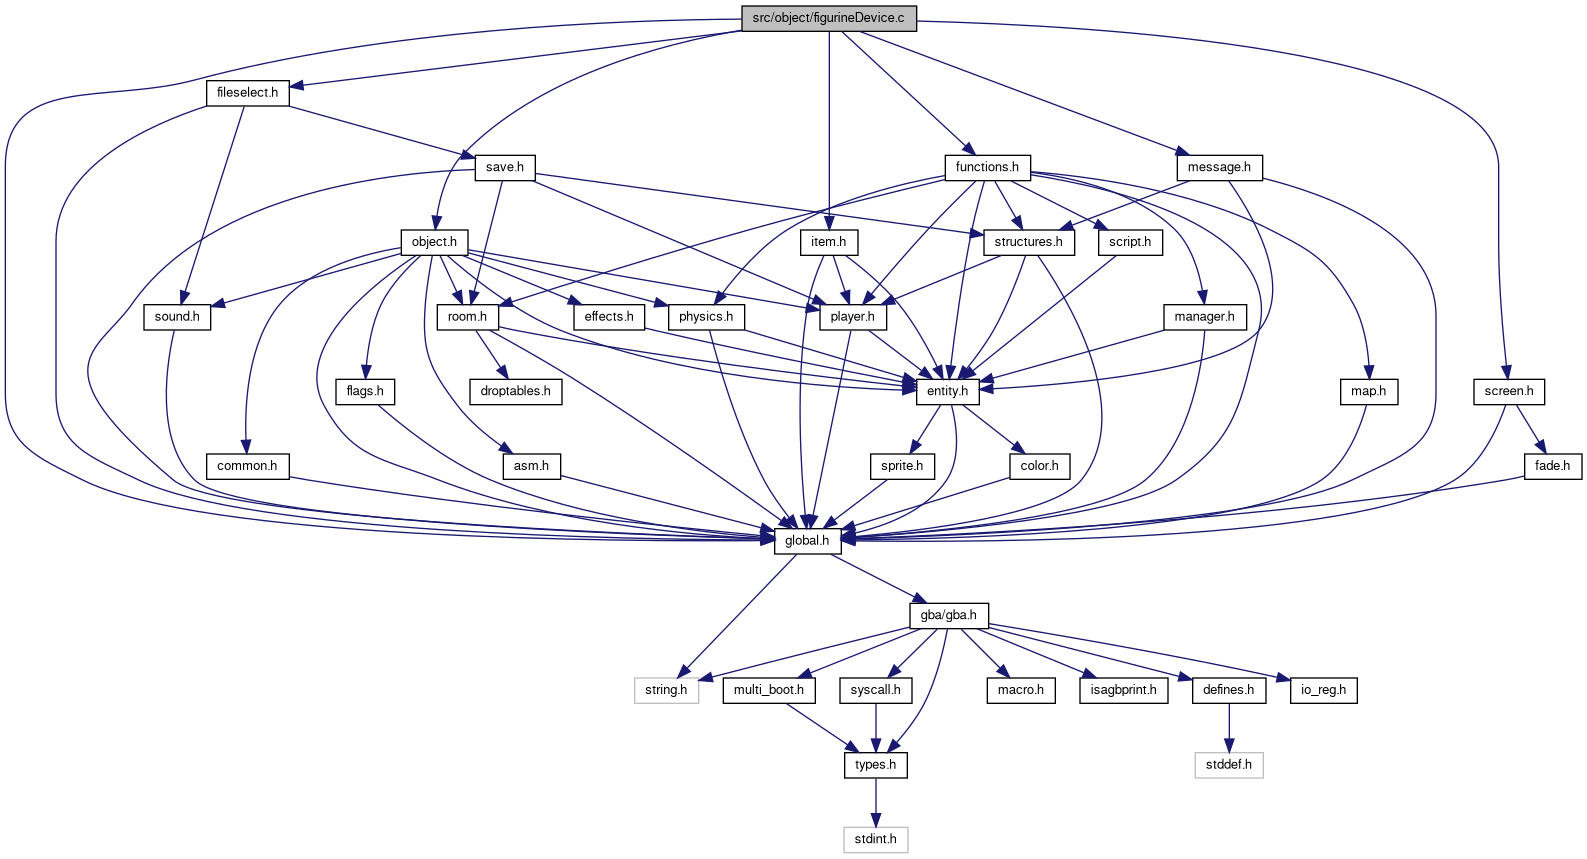 src/object/figurineDevice.c
fileselect.h
save.h
functions.h
message.h
object.h
item.h
structures.h
script.h
sound.h
room.h
effects.h
physics.h
player.h
manager.h
flags.h
droptables.h
entity.h
map.h
screen.h
common.h
asm.h
sprite.h
color.h
fade.h
global.h
gba/gba.h
string.h
multi_boot.h
syscall.h
macro.h
isagbprint.h
defines.h
io_reg.h
types.h
stddef.h
stdint.h